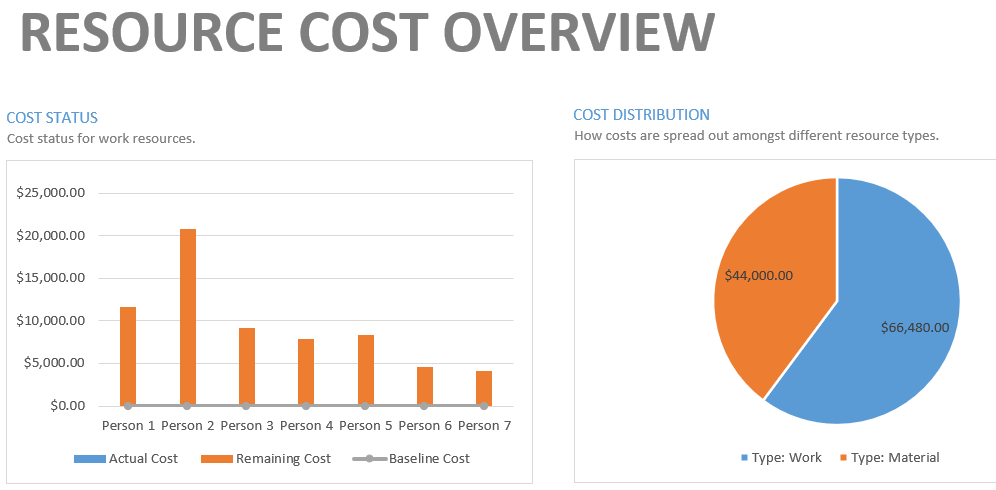 RESOURCE COST OVERVIEW
COST STATUS
Cost status for work resources.
$25,000.00
$20,000.00
$15,000.00
$10,000.00
$5,000.00
$0.00
Person 1 Person 2 Person 3 Person 4 Person 5 Person 6 Person 7
Actual Cost Remaining Cost Baseline Cost
COST DISTRIBUTION
How costs are spread out amongst different resource types.
$44,000.00
$66,480.00
Type: Work Type: Material